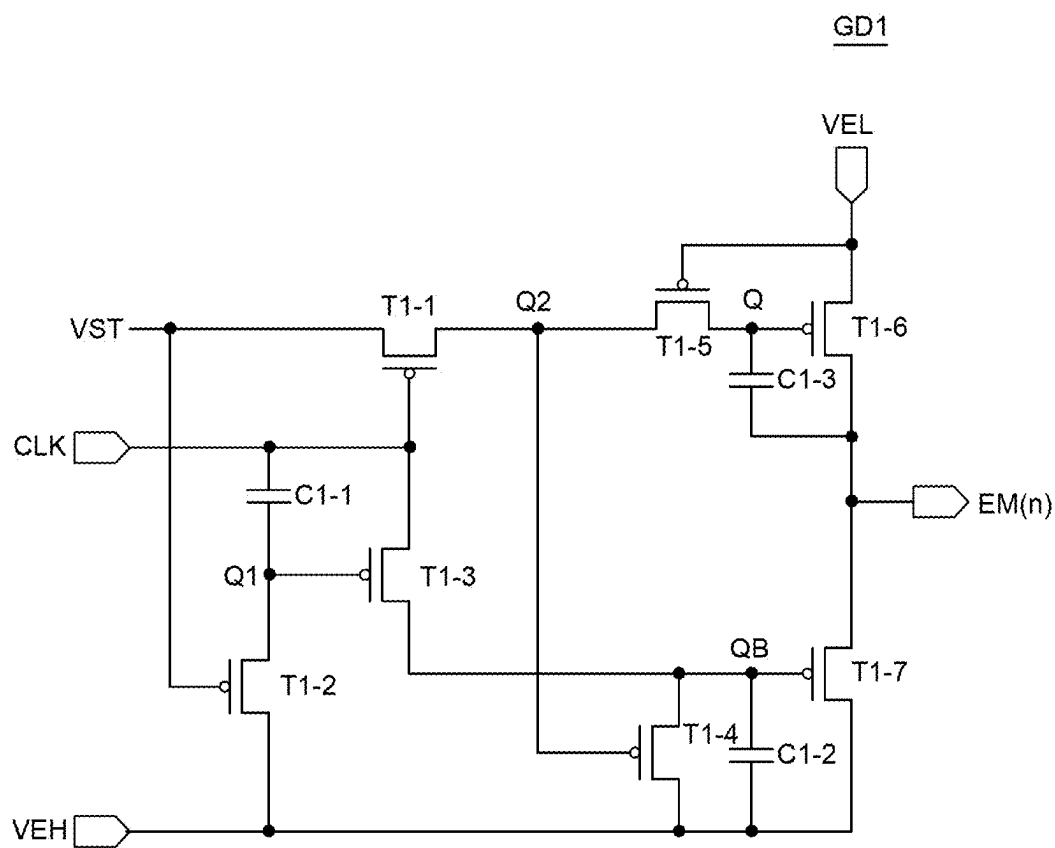 GD1
VEL
T1-1
Q2
Q
VST
T1-5
T1-6
C1-3
CLK
C1-1
EM(n)
Q1
T1-3
QB
T1-2
T1-7
T1-4
C1-2
VEH